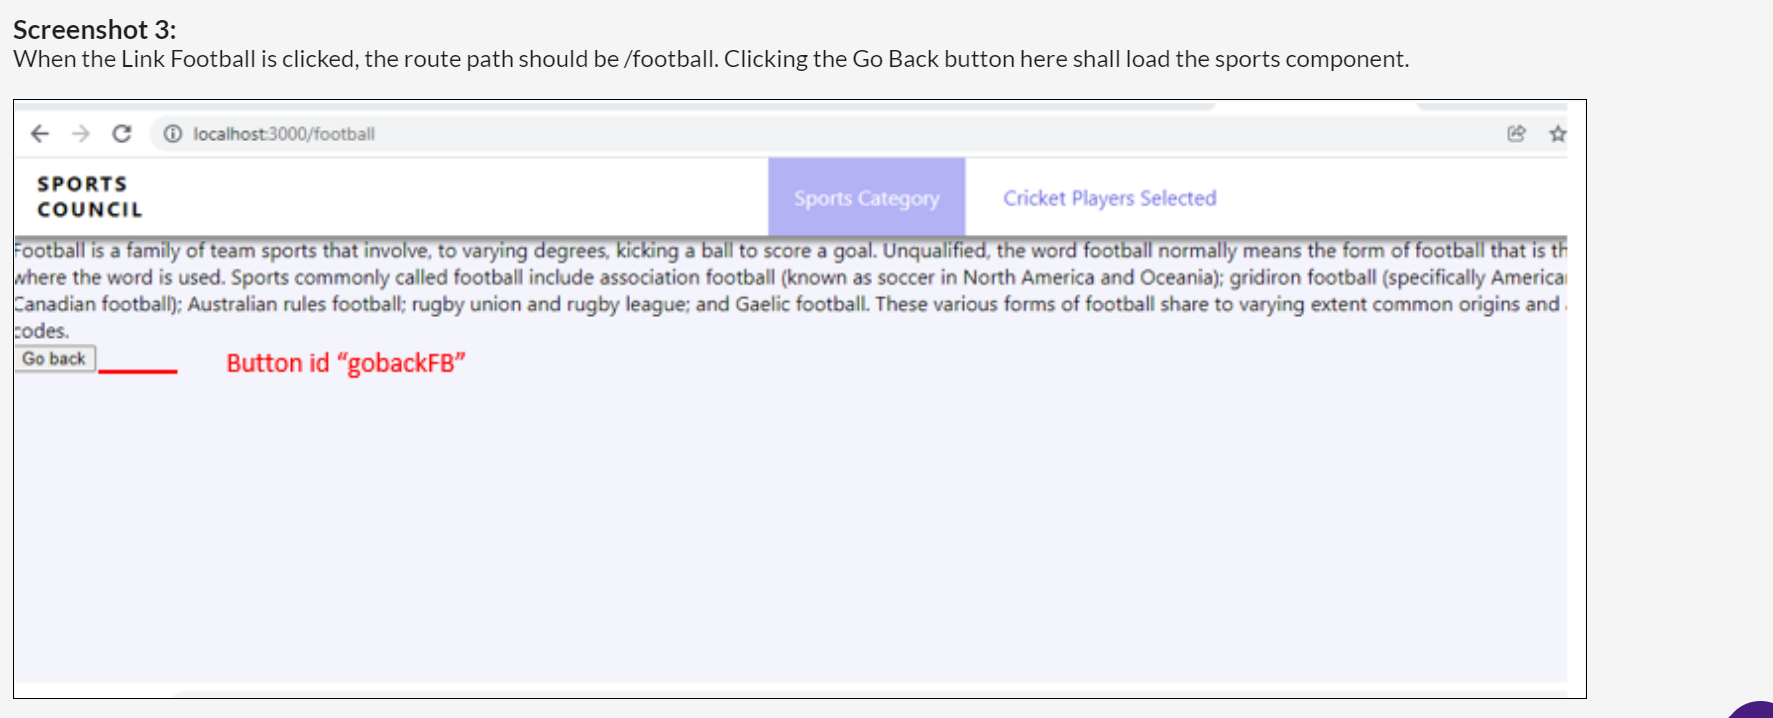 Screenshot 3:
When the Link Football is clicked, the route path should be /football. Clicking the Go Back button here shall load the sports component.
localhost:3000/football
SPORTS
COUNCIL
Sports Category
Cricket Players Selected
Football is a family of team sports that involve, to varying degrees, kicking a ball to score a goal. Unqualified, the word football normally means the form of football that is
where the word is used. Sports commonly called football include association football (known as soccer in North America and Oceania); gridiron football (specifically
Canadian football); Australian rules football; rugby union and rugby league; and Gaelic football. These various forms of football share to varying extent common origins and
codes.
Go back
Button id “gobackFB”